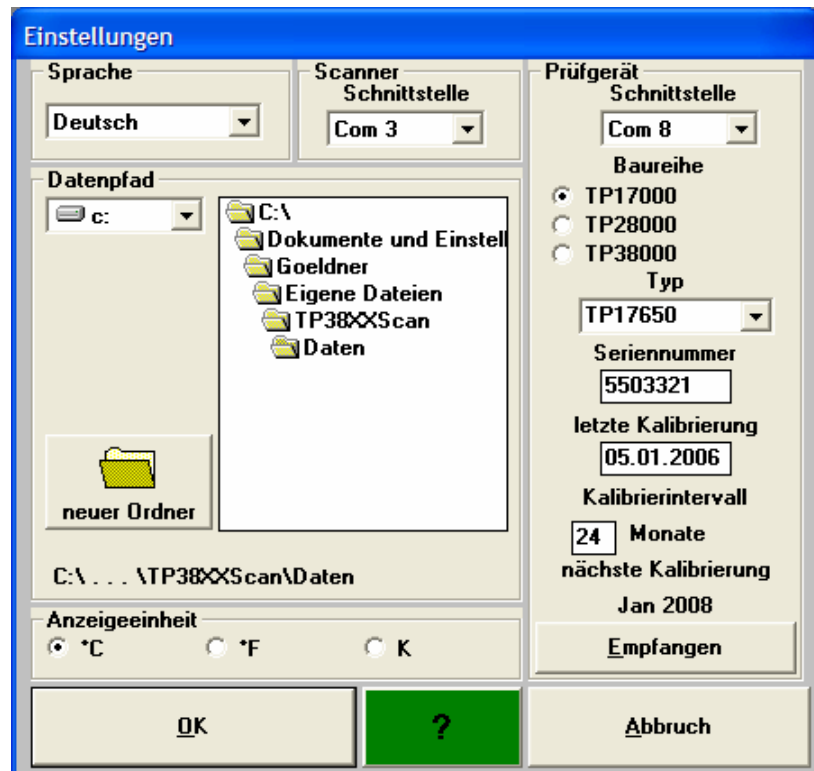 Einstellungen
Sprache
Deutsch
Scanner
Schnittstelle
Com 3
Datenpfad
c:
C:\
Dokumente und Einstell
Goeldner
Eigene Dateien
TP38XXScan
Daten
neuer Ordner
C:\ . . . \TP38XXScan\Daten
Anzeigeeinheit
°C
°F
K
Prüfgerät
Schnittstelle
Com 8
Baureihe
TP17000
TP28000
TP38000
Typ
TP17650
Seriennummer
5503321
letzte Kalibrierung
05.01.2006
Kalibrierintervall
24 Monate
nächste Kalibrierung
Jan 2008
Empfangen
OK
?
Abbruch